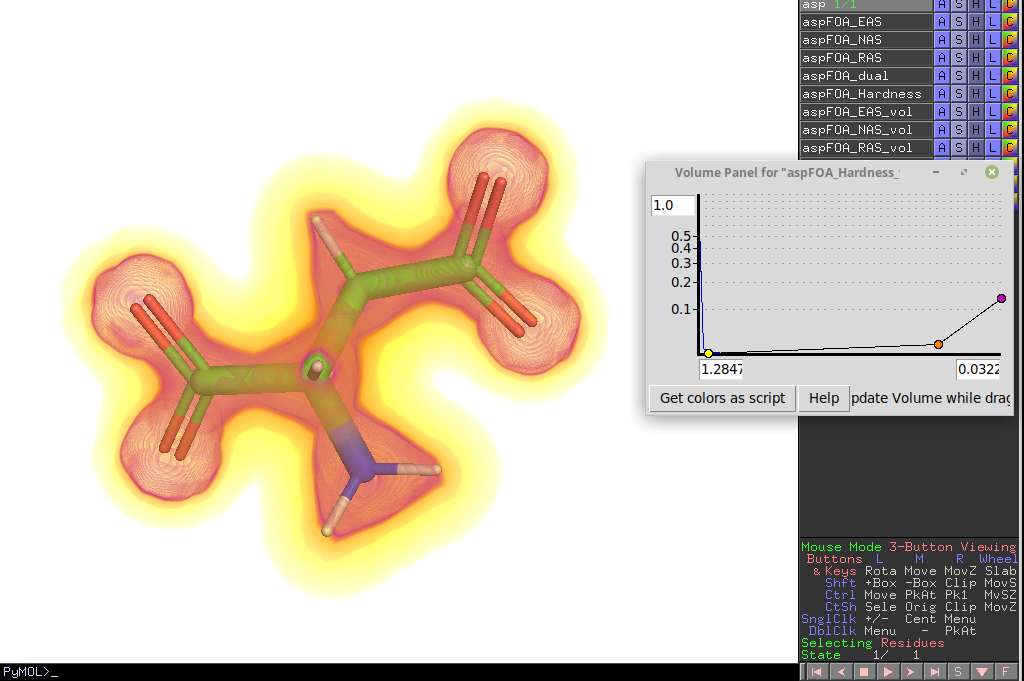 asp 1/1 A S H L C
aspFOA_EAS A S H L C
aspFOA_NAS A S H L C
aspFOA_RAS A S H L C
aspFOA_dual A S H L C
aspFOA_Hardness A S H L C
aspFOA_EAS_vol A S H L C
aspFOA_NAS_vol A S H L C
aspFOA_RAS_vol A S H L C
Volume Panel for "aspFOA_Hardness_
1.0
0.5
0.4
0.3
0.2
0.1
1.2847 0.0322
Get colors as script Help pdate Volume while drag
Mouse Mode 3-Button Viewing
Buttons L M R Wheel
& Keys Rota Move MovZ Slab
Shft +Box -Box Clip MovS
Ctrl Move PkAt Pk1 MvSZ
CtSh Sele Orig Clip MovZ
SnglClk +/- Cent Menu
DblClk Menu - PkAt
Selecting Residues
State 1/ 1
PyMOL>_ S F